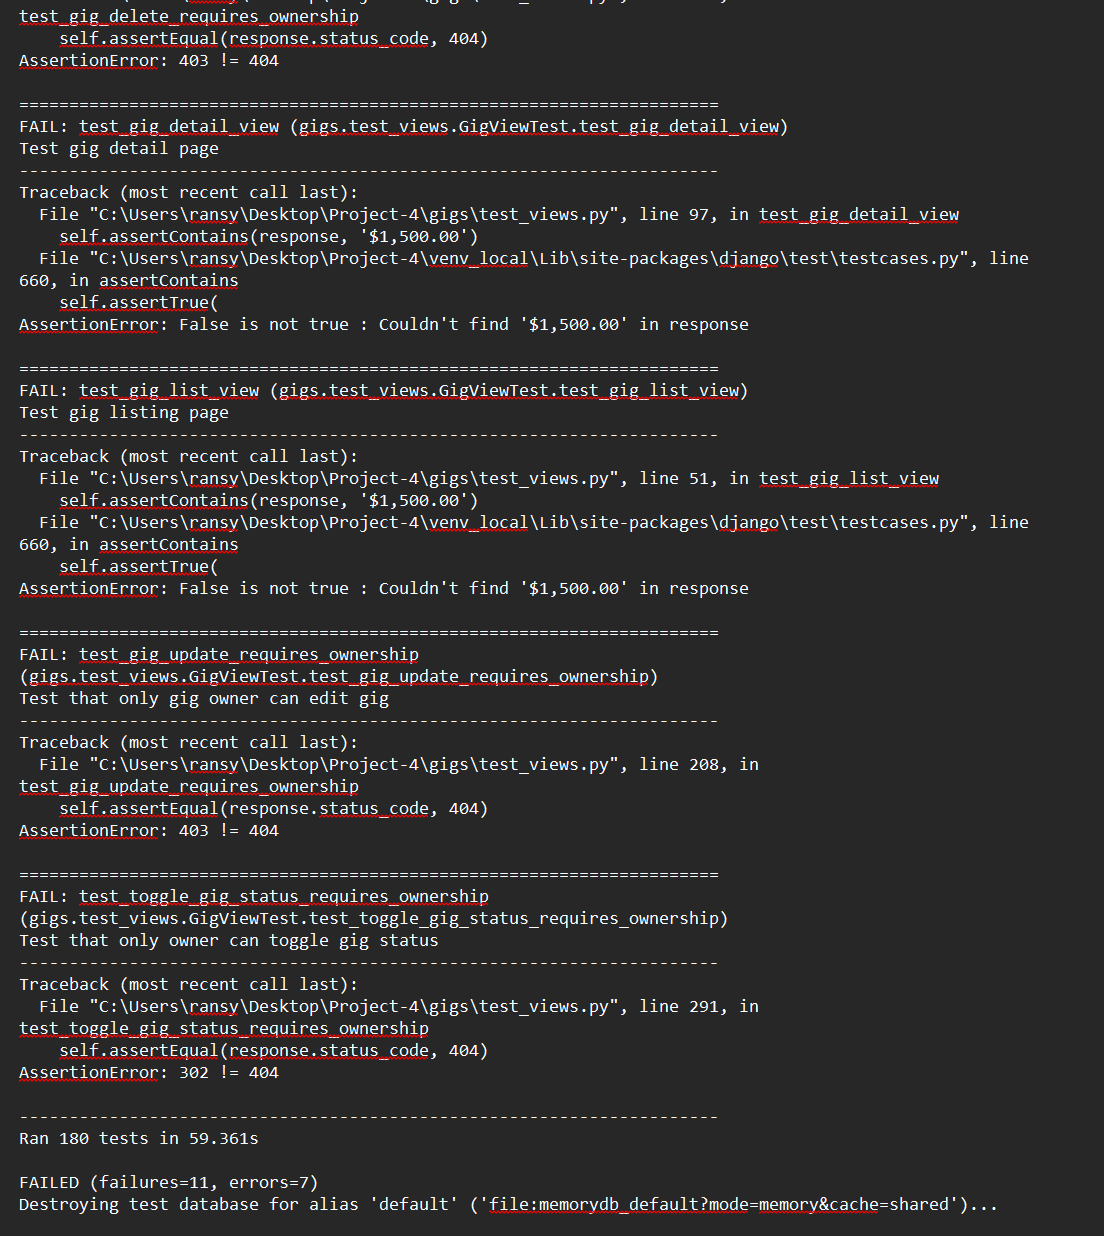 test_gig_delete_requires_ownership
    self.assertEqual(response.status_code, 404)
AssertionError: 403 != 404

======================================================================
FAIL: test_gig_detail_view (gigs.test_views.GigViewTest.test_gig_detail_view)
Test gig detail page
----------------------------------------------------------------------
Traceback (most recent call last):
  File "C:\Users\ransy\Desktop\Project-4\gigs\test_views.py", line 97, in test_gig_detail_view
    self.assertContains(response, '$1,500.00')
  File "C:\Users\ransy\Desktop\Project-4\venv_local\Lib\site-packages\django\test\testcases.py", line
660, in assertContains
    self.assertTrue(
AssertionError: False is not true : Couldn't find '$1,500.00' in response

======================================================================
FAIL: test_gig_list_view (gigs.test_views.GigViewTest.test_gig_list_view)
Test gig listing page
----------------------------------------------------------------------
Traceback (most recent call last):
  File "C:\Users\ransy\Desktop\Project-4\gigs\test_views.py", line 51, in test_gig_list_view
    self.assertContains(response, '$1,500.00')
  File "C:\Users\ransy\Desktop\Project-4\venv_local\Lib\site-packages\django\test\testcases.py", line
660, in assertContains
    self.assertTrue(
AssertionError: False is not true : Couldn't find '$1,500.00' in response

======================================================================
FAIL: test_gig_update_requires_ownership
(gigs.test_views.GigViewTest.test_gig_update_requires_ownership)
Test that only gig owner can edit gig
----------------------------------------------------------------------
Traceback (most recent call last):
  File "C:\Users\ransy\Desktop\Project-4\gigs\test_views.py", line 208, in
test_gig_update_requires_ownership
    self.assertEqual(response.status_code, 404)
AssertionError: 403 != 404

======================================================================
FAIL: test_toggle_gig_status_requires_ownership
(gigs.test_views.GigViewTest.test_toggle_gig_status_requires_ownership)
Test that only owner can toggle gig status
----------------------------------------------------------------------
Traceback (most recent call last):
  File "C:\Users\ransy\Desktop\Project-4\gigs\test_views.py", line 291, in
test_toggle_gig_status_requires_ownership
    self.assertEqual(response.status_code, 404)
AssertionError: 302 != 404

----------------------------------------------------------------------
Ran 180 tests in 59.361s

FAILED (failures=11, errors=7)
Destroying test database for alias 'default' ('file:memorydb_default?mode=memory&cache=shared')...